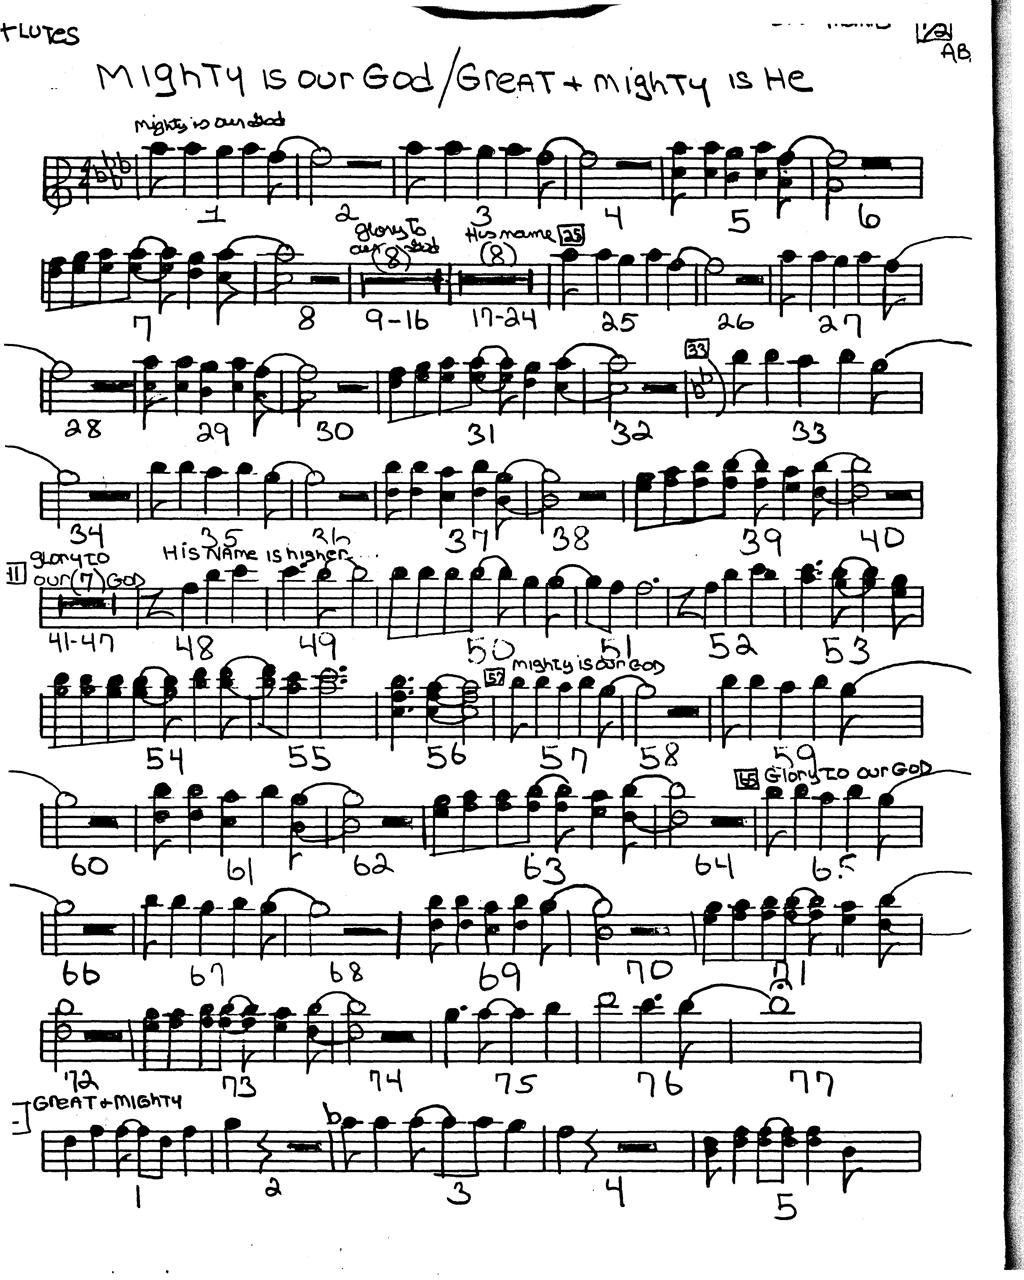 FLUTES
1/2
AB
Mighty is our God/Great + mighty is He
mighty is our God
1 2 3 4 5 6
glory to our (8) God His name (8) 25
7 8 9-16 17-24 25 26 27
33
28 29 30 31 32 33
34 35 36 37 38 39 40
glory to our (7) GOD His NAme is higher...
41-47 48 49 50 51 52 53
57 mighty is our GOD
54 55 56 57 58 59
65 Glory to our GOD
60 61 62 63 64 65
66 67 68 69 70 71
72 73 74 75 76 77
GreAT + MIGHTY
1 2 3 4 5